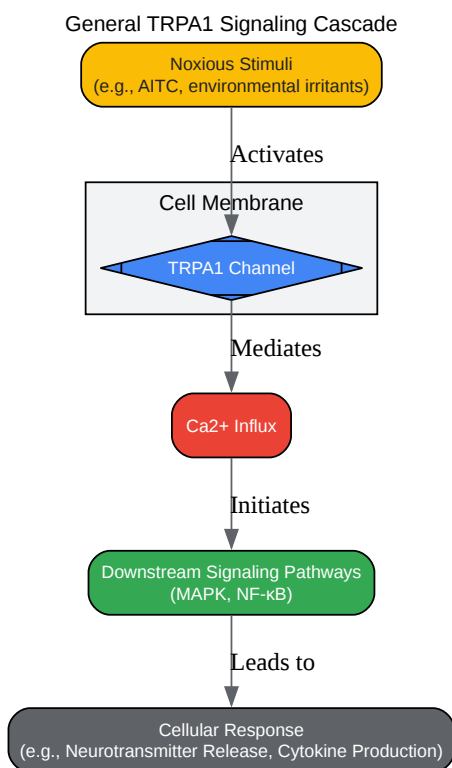 General TRPA1 Signaling Cascade
Noxious Stimuli
(e.g., AITC, environmental irritants)
Activates
Cell Membrane
TRPA1 Channel
Mediates
Ca2+ Influx
Initiates
Downstream Signaling Pathways
(MAPK, NF-κB)
Leads to
Cellular Response
(e.g., Neurotransmitter Release, Cytokine Production)